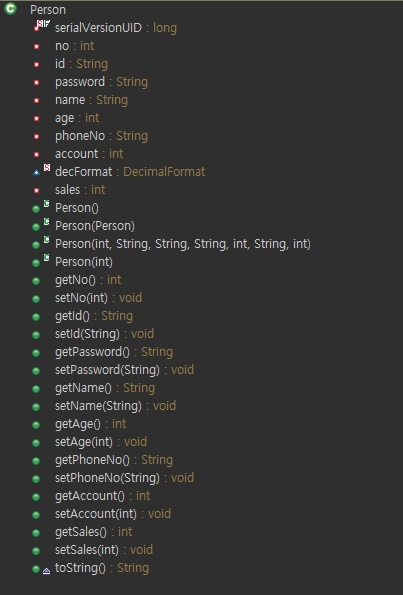 Person
serialVersionUID : long
no : int
id : String
password : String
name : String
age : int
phoneNo : String
account : int
decFormat : DecimalFormat
sales : int
Person()
Person(Person)
Person(int, String, String, String, int, String, int)
Person(int)
getNo() : int
setNo(int) : void
getId() : String
setId(String) : void
getPassword() : String
setPassword(String) : void
getName() : String
setName(String) : void
getAge() : int
setAge(int) : void
getPhoneNo() : String
setPhoneNo(String) : void
getAccount() : int
setAccount(int) : void
getSales() : int
setSales(int) : void
toString() : String